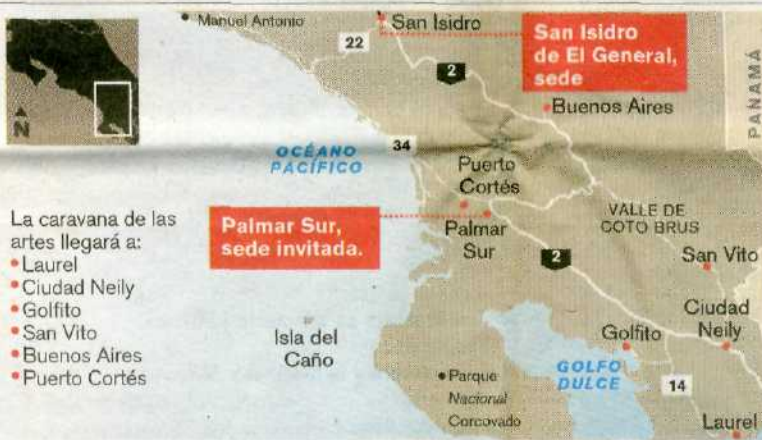 Manuel Antonio
San Isidro
22
San Isidro
de El General,
sede
PANAMÁ
2
Buenos Aires
N
OCÉANO
PACÍFICO
34
Puerto
Cortés
La caravana de las
artes llegará a:
• Laurel
• Ciudad Neily
• Golfito
• San Vito
• Buenos Aires
• Puerto Cortés
Palmar Sur,
sede invitada.
Palmar
Sur
VALLE DE
COTO BRUS
2
San Vito
Isla del
Caño
Golfito
Ciudad
Neily
GOLFO
DULCE
Parque
Nacional
Corcovado
14
Laurel